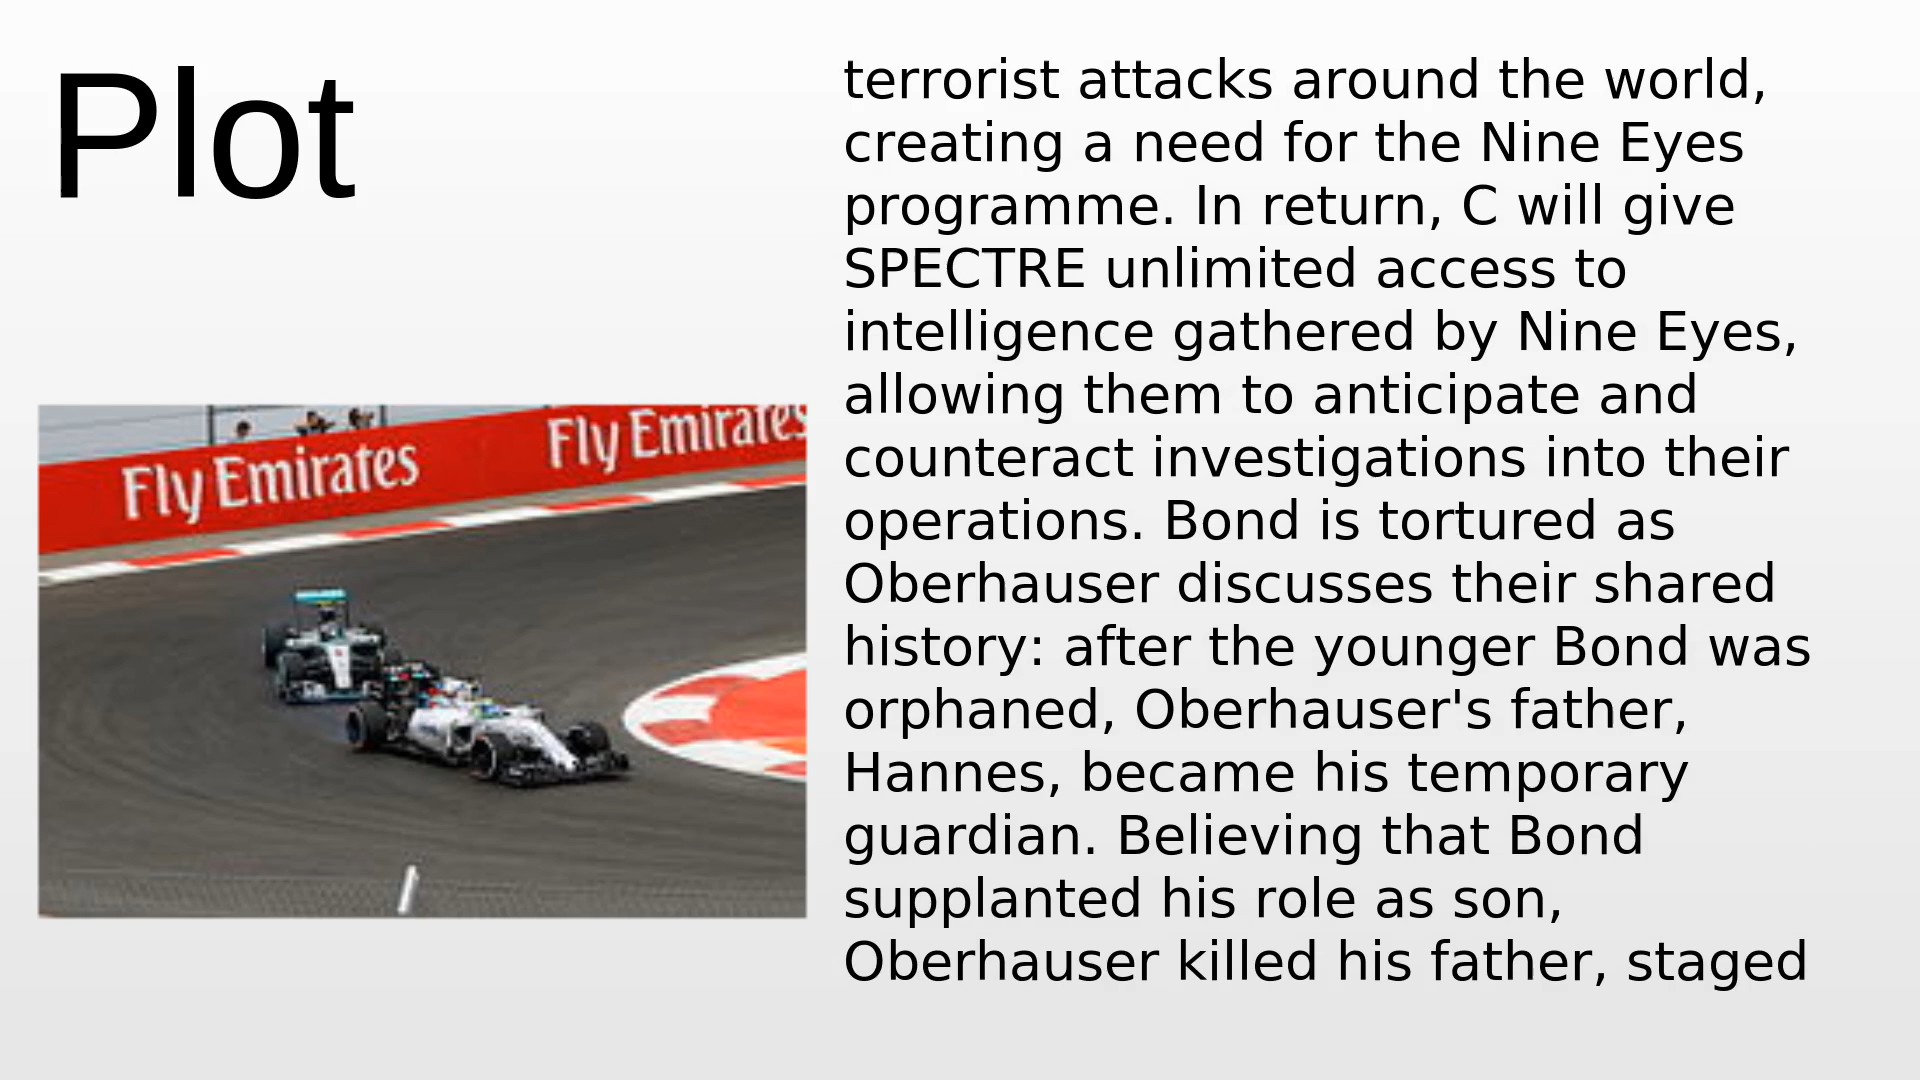 Plot
terrorist attacks around the world,
creating a need for the Nine Eyes
programme. In return, C will give
SPECTRE unlimited access to
intelligence gathered by Nine Eyes,
allowing them to anticipate and
counteract investigations into their
operations. Bond is tortured as
Oberhauser discusses their shared
history: after the younger Bond was
orphaned, Oberhauser's father,
Hannes, became his temporary
guardian. Believing that Bond
supplanted his role as son,
Oberhauser killed his father, staged
Fly Emirates
Fly Emirates